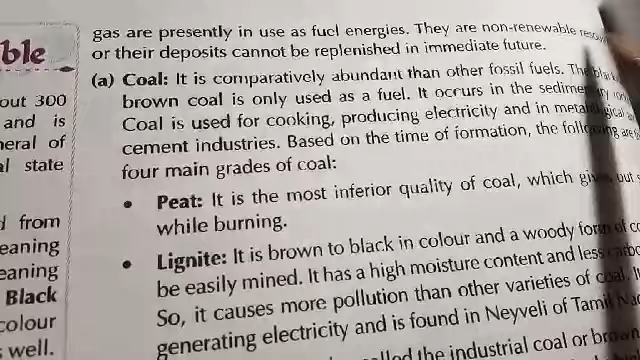 ble
out 300
and is
neral of
al state
d from
eaning
eaning
Black
colour
s well.
gas are presently in use as fuel energies. They are non-renewable
or their deposits cannot be replenished in immediate future.
(a) Coal: It is comparatively abundant than other fossil fuels. The
brown coal is only used as a fuel. It occurs in the
Coal is used for cooking, producing electricity and in
cement industries. Based on the time of formation, the
four main grades of coal:
• Peat: It is the most inferior quality of coal, which out
while burning.
• Lignite: It is brown to black in colour and a woody form of
be easily mined. It has a high moisture content and less
So, it causes more pollution than other varieties of coal.
generating electricity and is found in Neyveli of Tamil
the industrial coal or